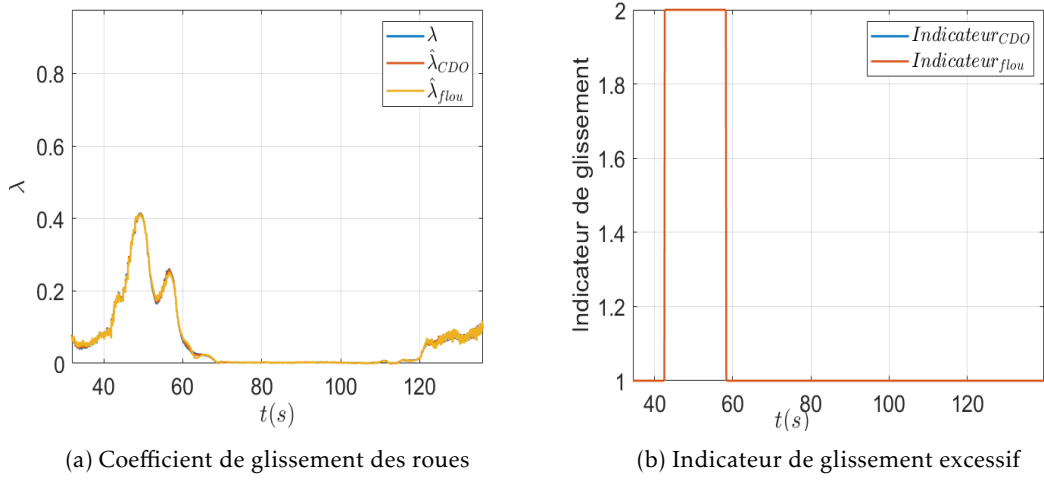 λ
λ̂_CDO
λ̂_flou
0.8
0.6
0.4
0.2
0
λ
40 60 80 100 120
t(s)
(a) Coefficient de glissement des roues
Indicateur_CDO
Indicateur_flou
2
1.8
1.6
1.4
1.2
1
Indicateur de glissement
40 60 80 100 120
t(s)
(b) Indicateur de glissement excessif